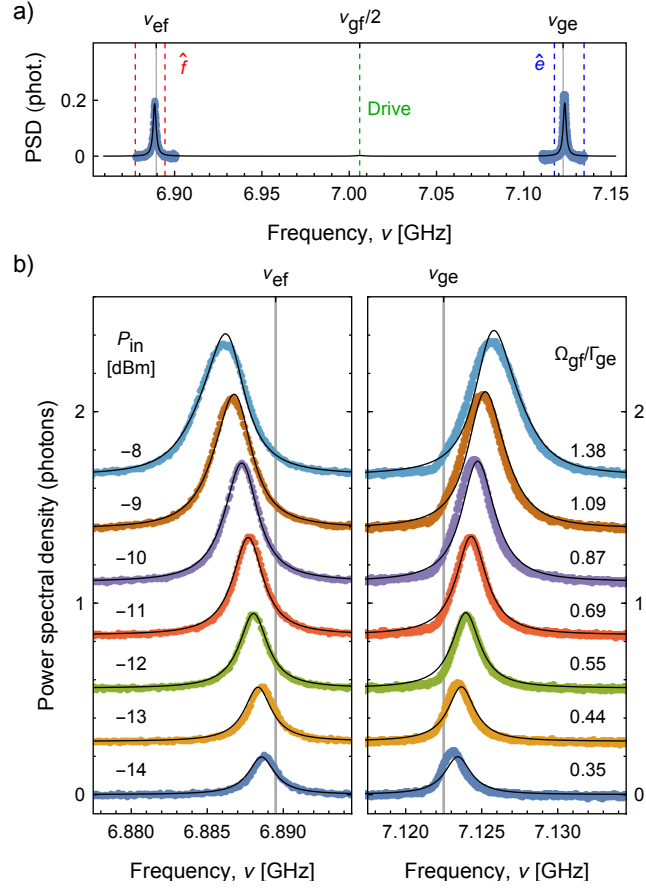 a)
ν_ef ν_gf/2 ν_ge
f̂ ê
Drive
PSD (phot.)
0.2
0
6.90 6.95 7.00 7.05 7.10 7.15
Frequency, ν [GHz]
b)
ν_ef ν_ge
P_in
[dBm]
Ω_gf/Γ_ge
Power spectral density (photons)
2 2
−8 1.38
−9 1.09
−10 0.87
1 1
−11 0.69
−12 0.55
−13 0.44
−14 0.35
0 0
6.880 6.885 6.890 7.120 7.125 7.130
Frequency, ν [GHz] Frequency, ν [GHz]